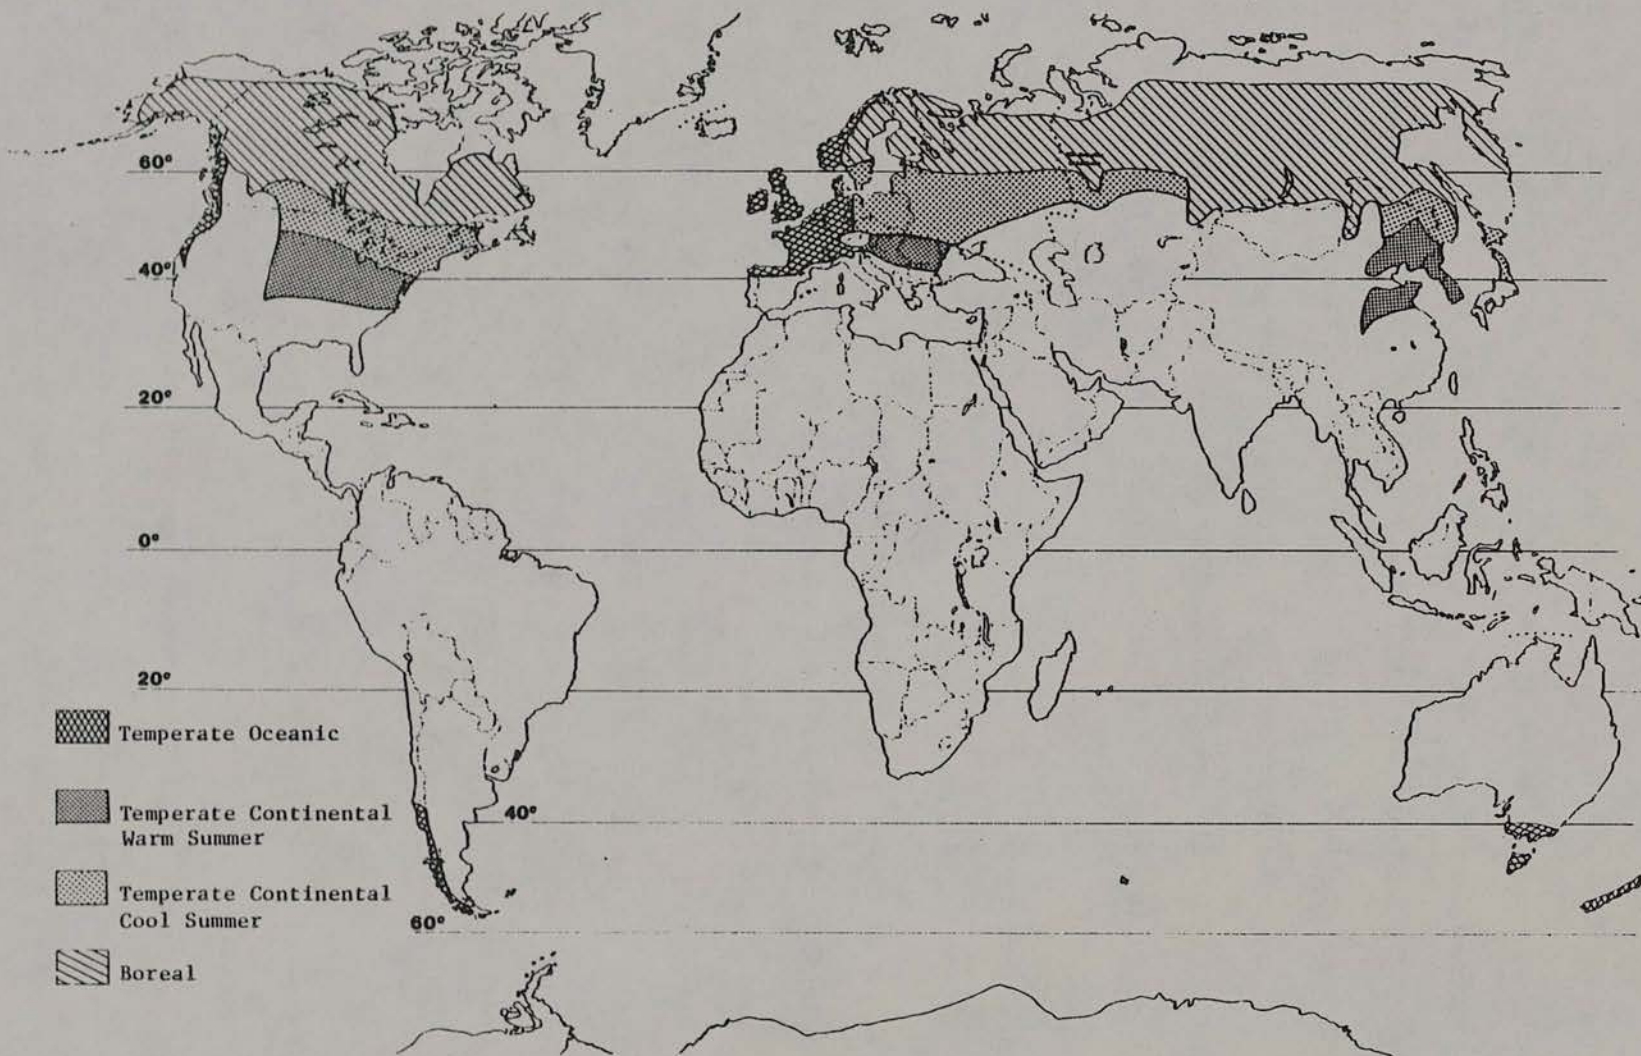 60°
40°
20°
0°
20°
Temperate Oceanic
Temperate Continental
Warm Summer
40°
Temperate Continental
Cool Summer
60°
Boreal